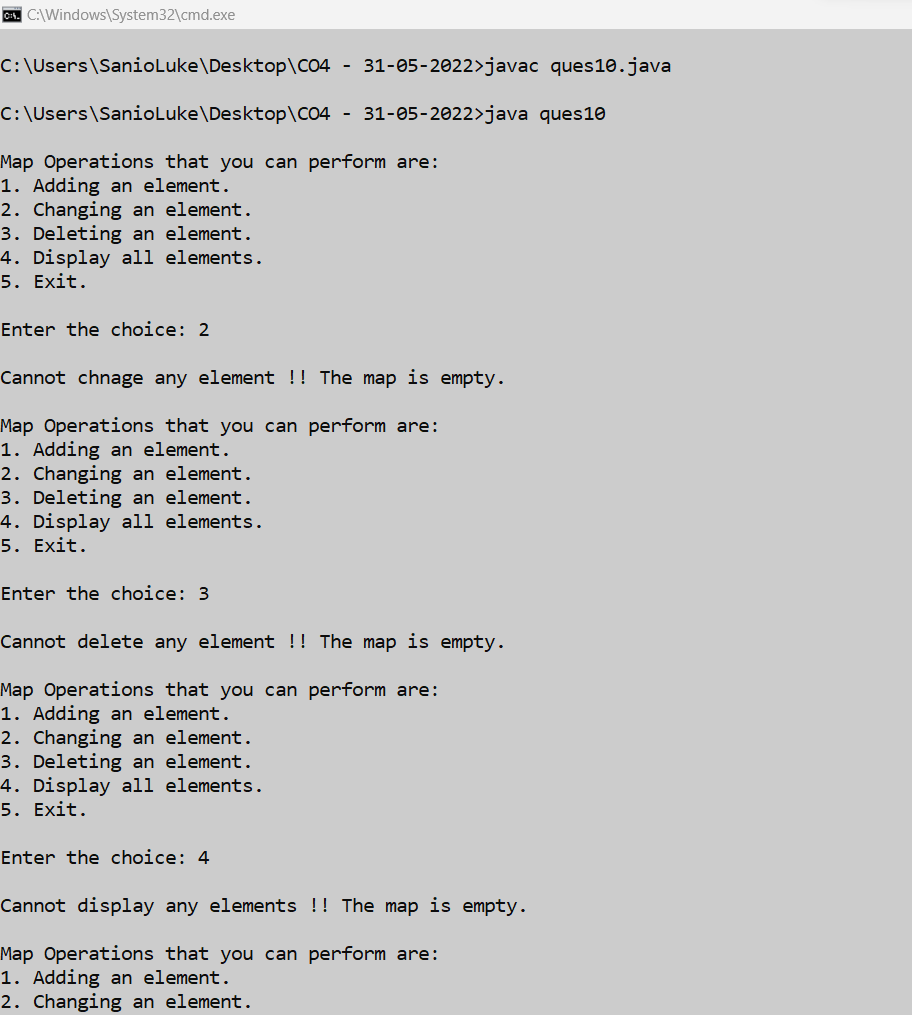 C:\Windows\System32\cmd.exe
C:\Users\SanioLuke\Desktop\CO4 - 31-05-2022>javac ques10.java
C:\Users\SanioLuke\Desktop\CO4 - 31-05-2022>java ques10
Map Operations that you can perform are:
1. Adding an element.
2. Changing an element.
3. Deleting an element.
4. Display all elements.
5. Exit.
Enter the choice: 2
Cannot chnage any element !! The map is empty.
Map Operations that you can perform are:
1. Adding an element.
2. Changing an element.
3. Deleting an element.
4. Display all elements.
5. Exit.
Enter the choice: 3
Cannot delete any element !! The map is empty.
Map Operations that you can perform are:
1. Adding an element.
2. Changing an element.
3. Deleting an element.
4. Display all elements.
5. Exit.
Enter the choice: 4
Cannot display any elements !! The map is empty.
Map Operations that you can perform are:
1. Adding an element.
2. Changing an element.